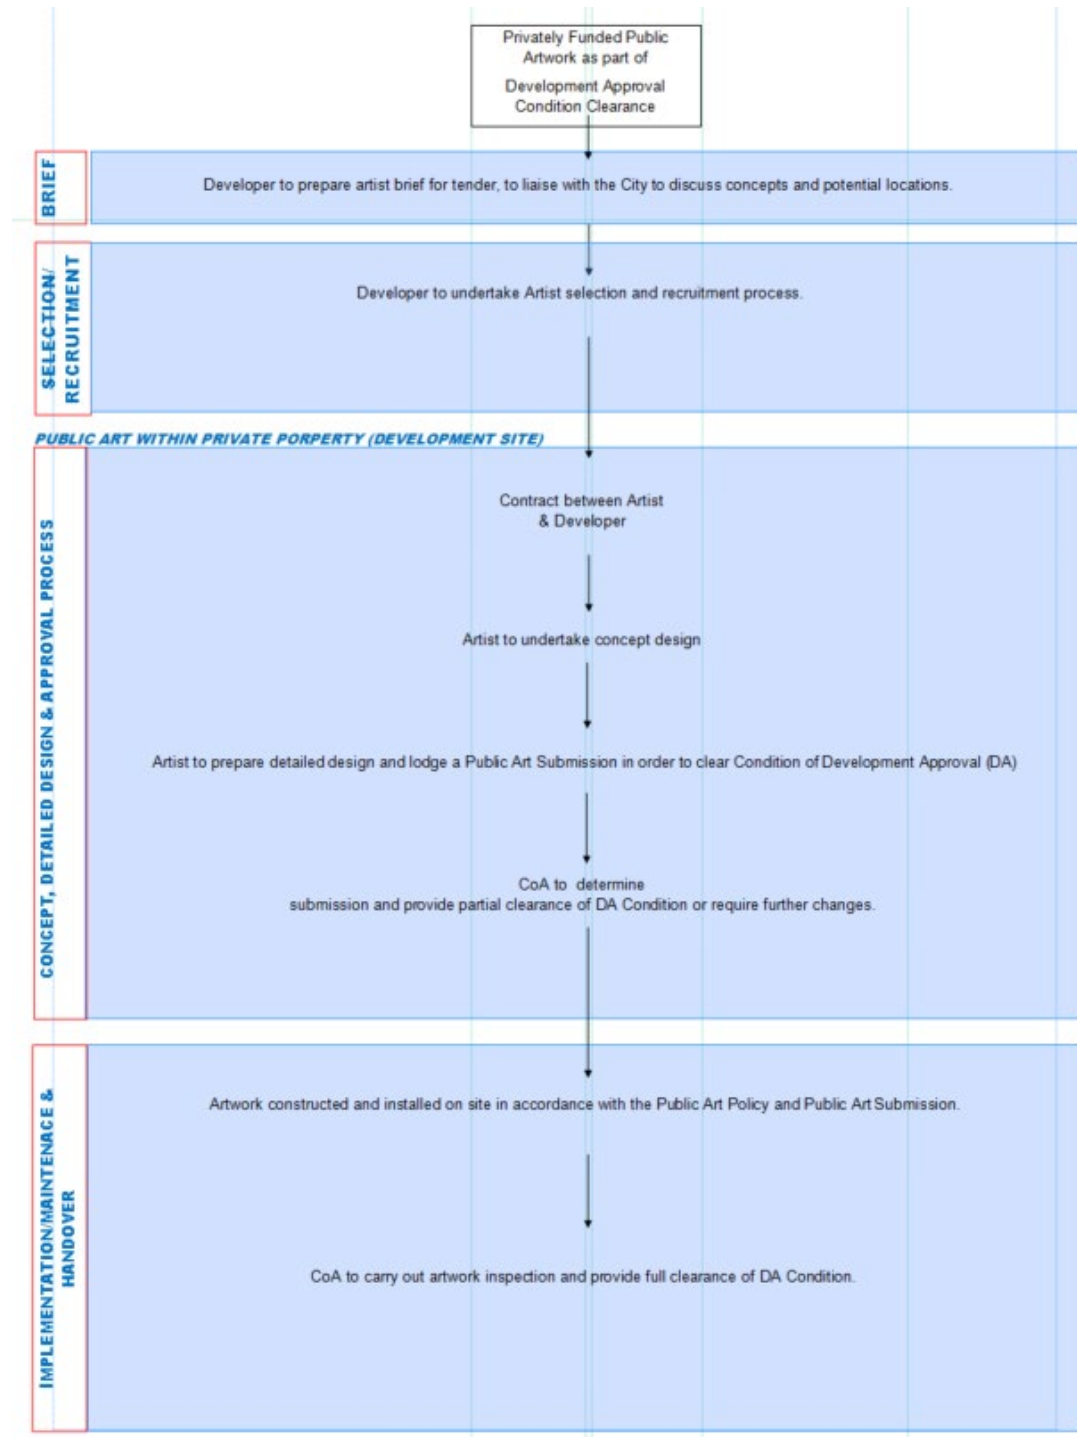 Privately Funded Public
Artwork as part of
Development Approval
Condition Clearance
BRIEF
Developer to prepare artist brief for tender, to liaise with the City to discuss concepts and potential locations.
SELECTION/
RECRUITMENT
Developer to undertake Artist selection and recruitment process.
PUBLIC ART WITHIN PRIVATE PORPERTY (DEVELOPMENT SITE)
CONCEPT, DETAILED DESIGN & APPROVAL PROCESS
Contract between Artist
& Developer
Artist to undertake concept design
Artist to prepare detailed design and lodge a Public Art Submission in order to clear Condition of Development Approval (DA)
CoA to determine
submission and provide partial clearance of DA Condition or require further changes.
IMPLEMENTATION/MAINTENACE &
HANDOVER
Artwork constructed and installed on site in accordance with the Public Art Policy and Public Art Submission.
CoA to carry out artwork inspection and provide full clearance of DA Condition.